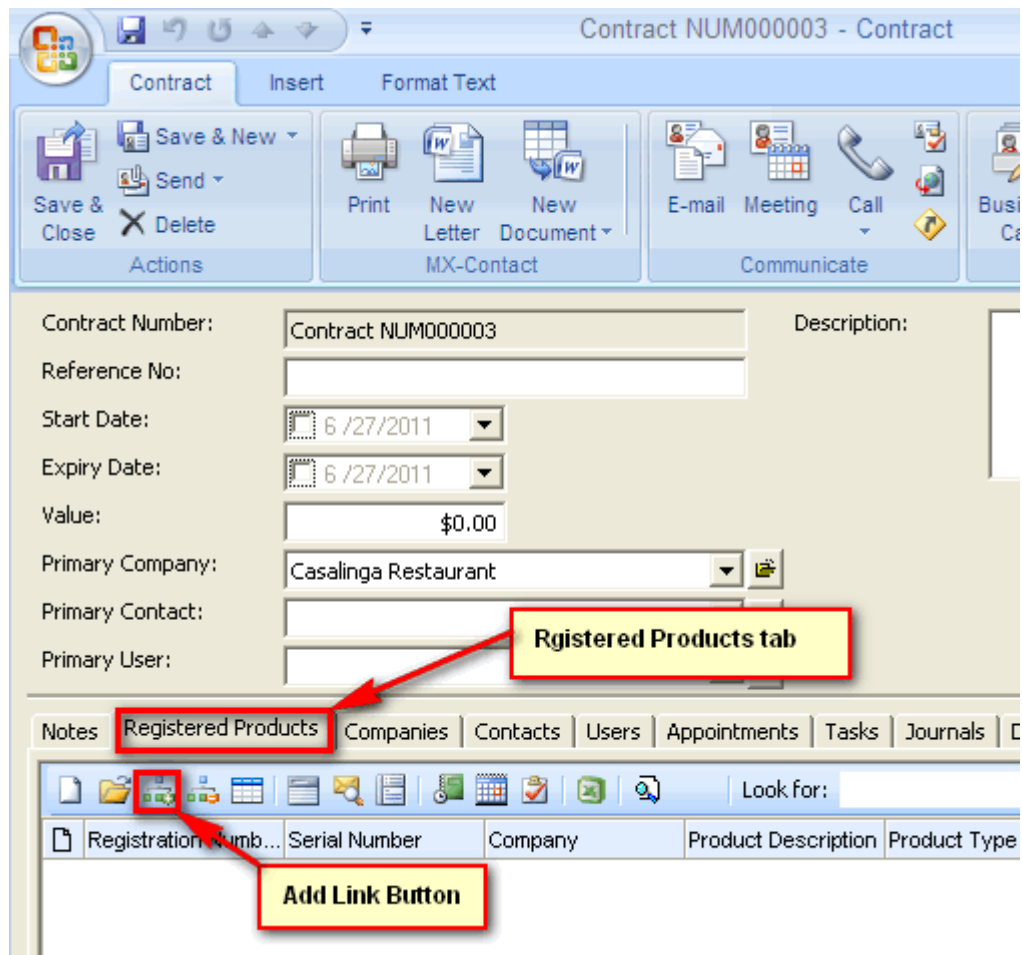 Contract NUM000003 - Contract
Contract Insert Format Text
Save & Close
Save & New
Send
Delete
Actions
Print
New Letter
New Document
MX-Contact
E-mail
Meeting
Call
Communicate
Contract Number:
Contract NUM000003
Description:
Reference No:
Start Date:
6 /27/2011
Expiry Date:
6 /27/2011
Value:
$0.00
Primary Company:
Casalinga Restaurant
Primary Contact:
Rgistered Products tab
Primary User:
Notes Registered Products Companies Contacts Users Appointments Tasks Journals D
Look for:
Registration Numb... Serial Number Company Product Description Product Type
Add Link Button